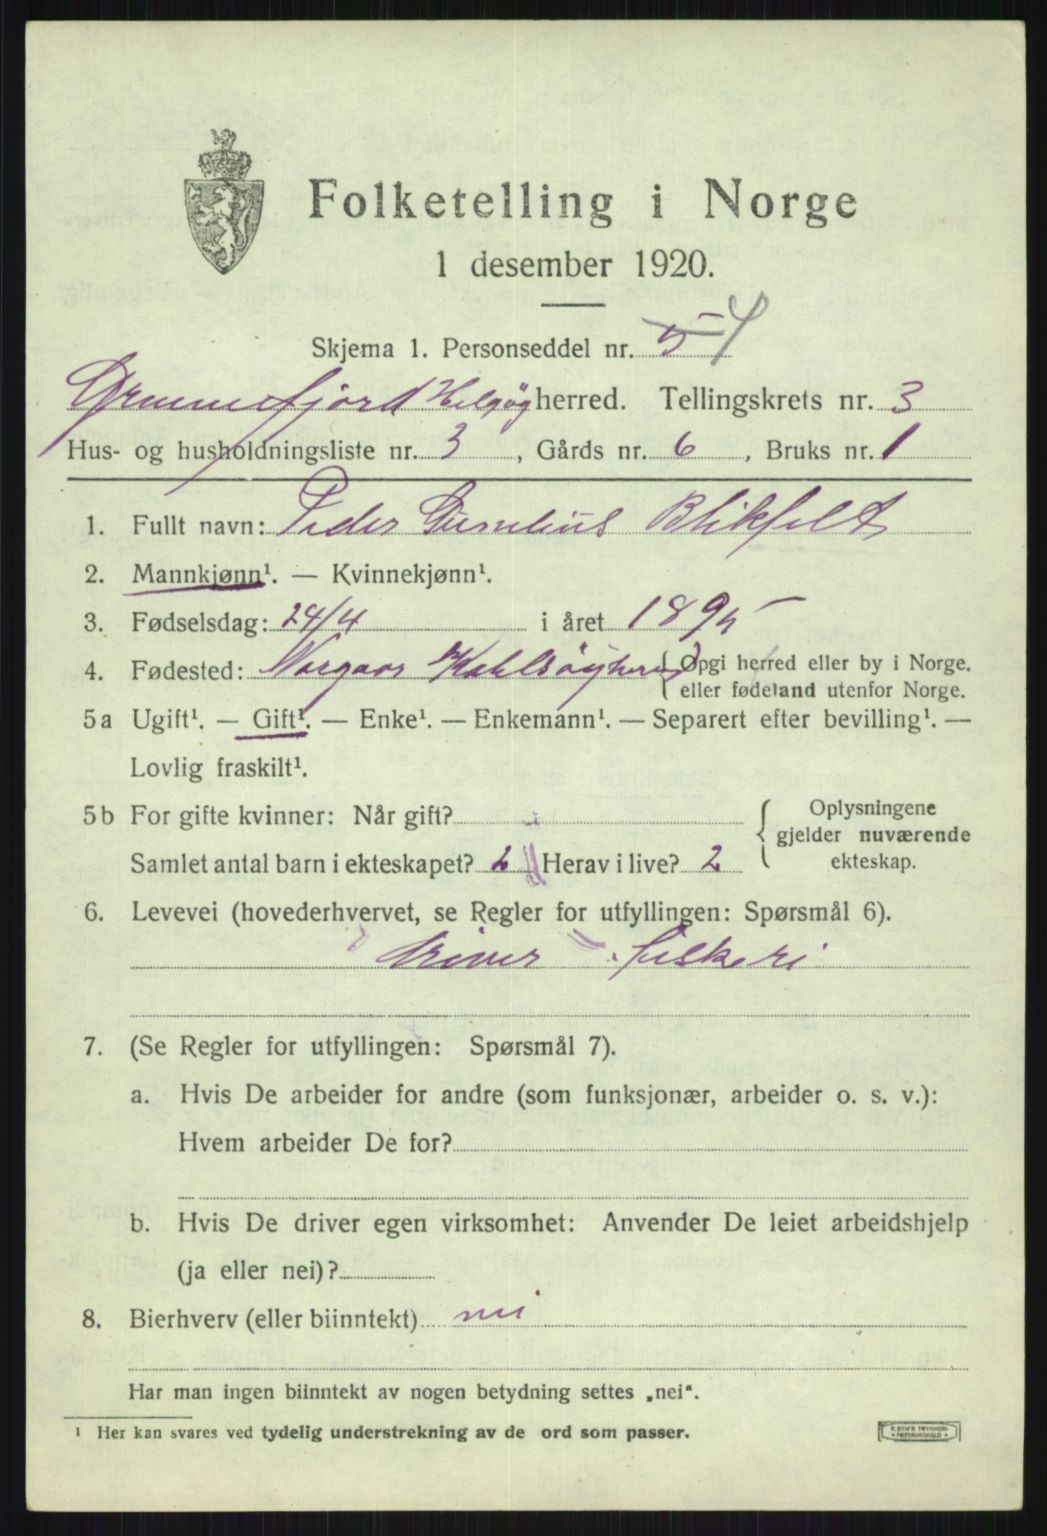 Folketelling i Norge
1 desember 1920.
Skjema 1. Personseddel nr. 5 4
Helgøy herred. Tellingskrets nr. 3
Hus- og husholdningsliste nr. 3, Gårds nr. 6, Bruks nr. 1
1. Fullt navn: Peder Blikfelt
2. Mannkjønn¹. — Kvinnekjønn¹.
3. Fødselsdag: 24/4 i året 1895
4. Fødested: { Opgi herred eller by i Norge.
eller fødeland utenfor Norge.
5a Ugift¹. — Gift¹. — Enke¹. — Enkemann¹. — Separert efter bevilling¹. —
Lovlig fraskilt¹.
5b For gifte kvinner: Når gift? { Oplysningene
gjelder nuværende
Samlet antal barn i ekteskapet? 2 Herav i live? 2 ekteskap.
6. Levevei (hovederhvervet, se Regler for utfyllingen: Spørsmål 6).
driver fiskeri
7. (Se Regler for utfyllingen: Spørsmål 7).
a. Hvis De arbeider for andre (som funksjonær, arbeider o. s. v.):
Hvem arbeider De for?
b. Hvis De driver egen virksomhet: Anvender De leiet arbeidshjelp
(ja eller nei)?
8. Bierhverv (eller biinntekt) nei
Har man ingen biinntekt av nogen betydning settes „nei“.
¹ Her kan svares ved tydelig understrekning av de ord som passer.